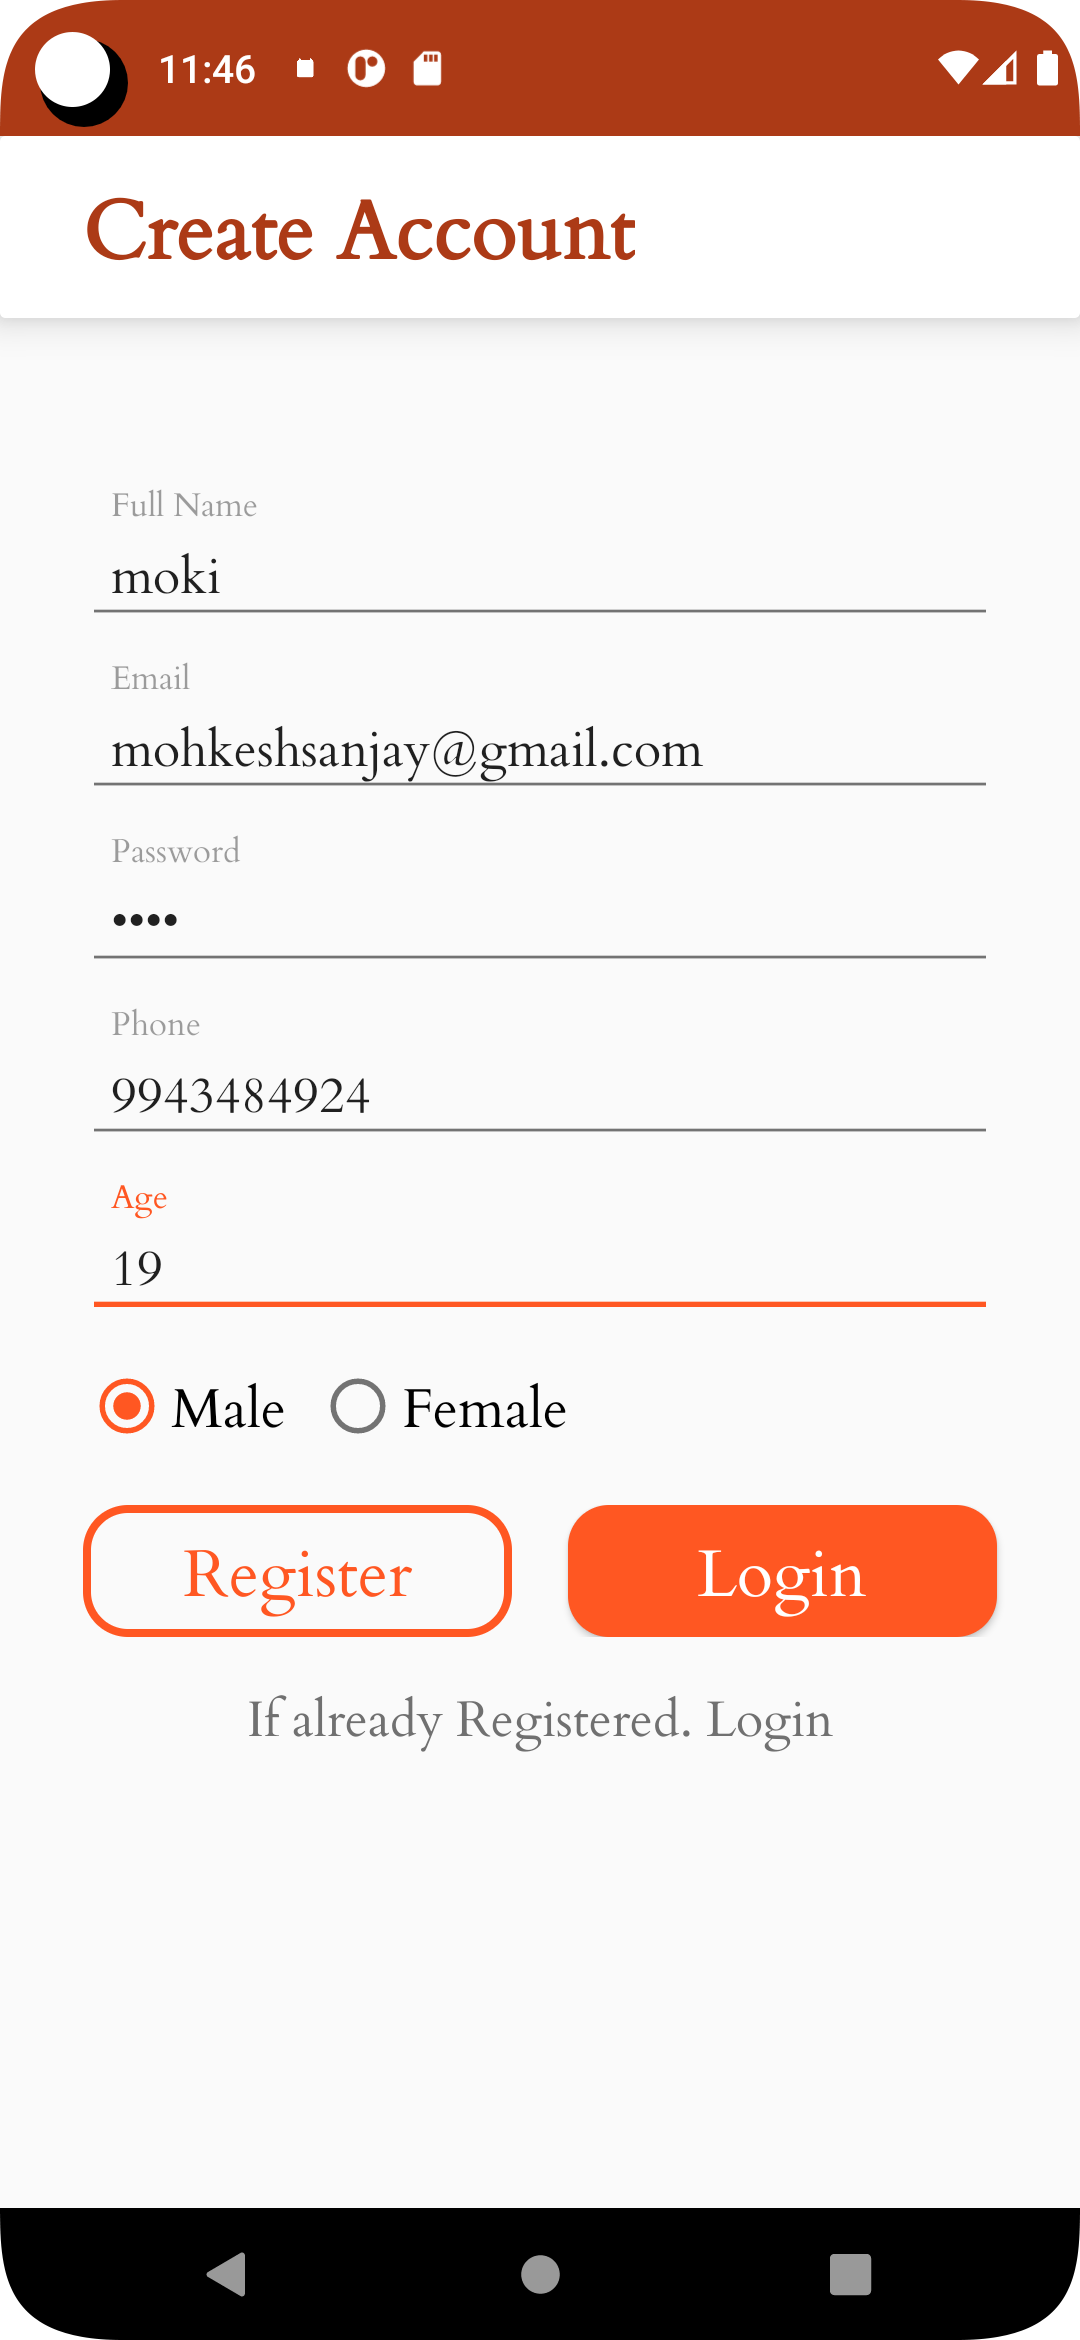 11:46
Create Account
Full Name
moki
Email
mohkeshsanjay@gmail.com
Password
••••
Phone
9943484924
Age
19
Male Female
Register Login
If already Registered. Login